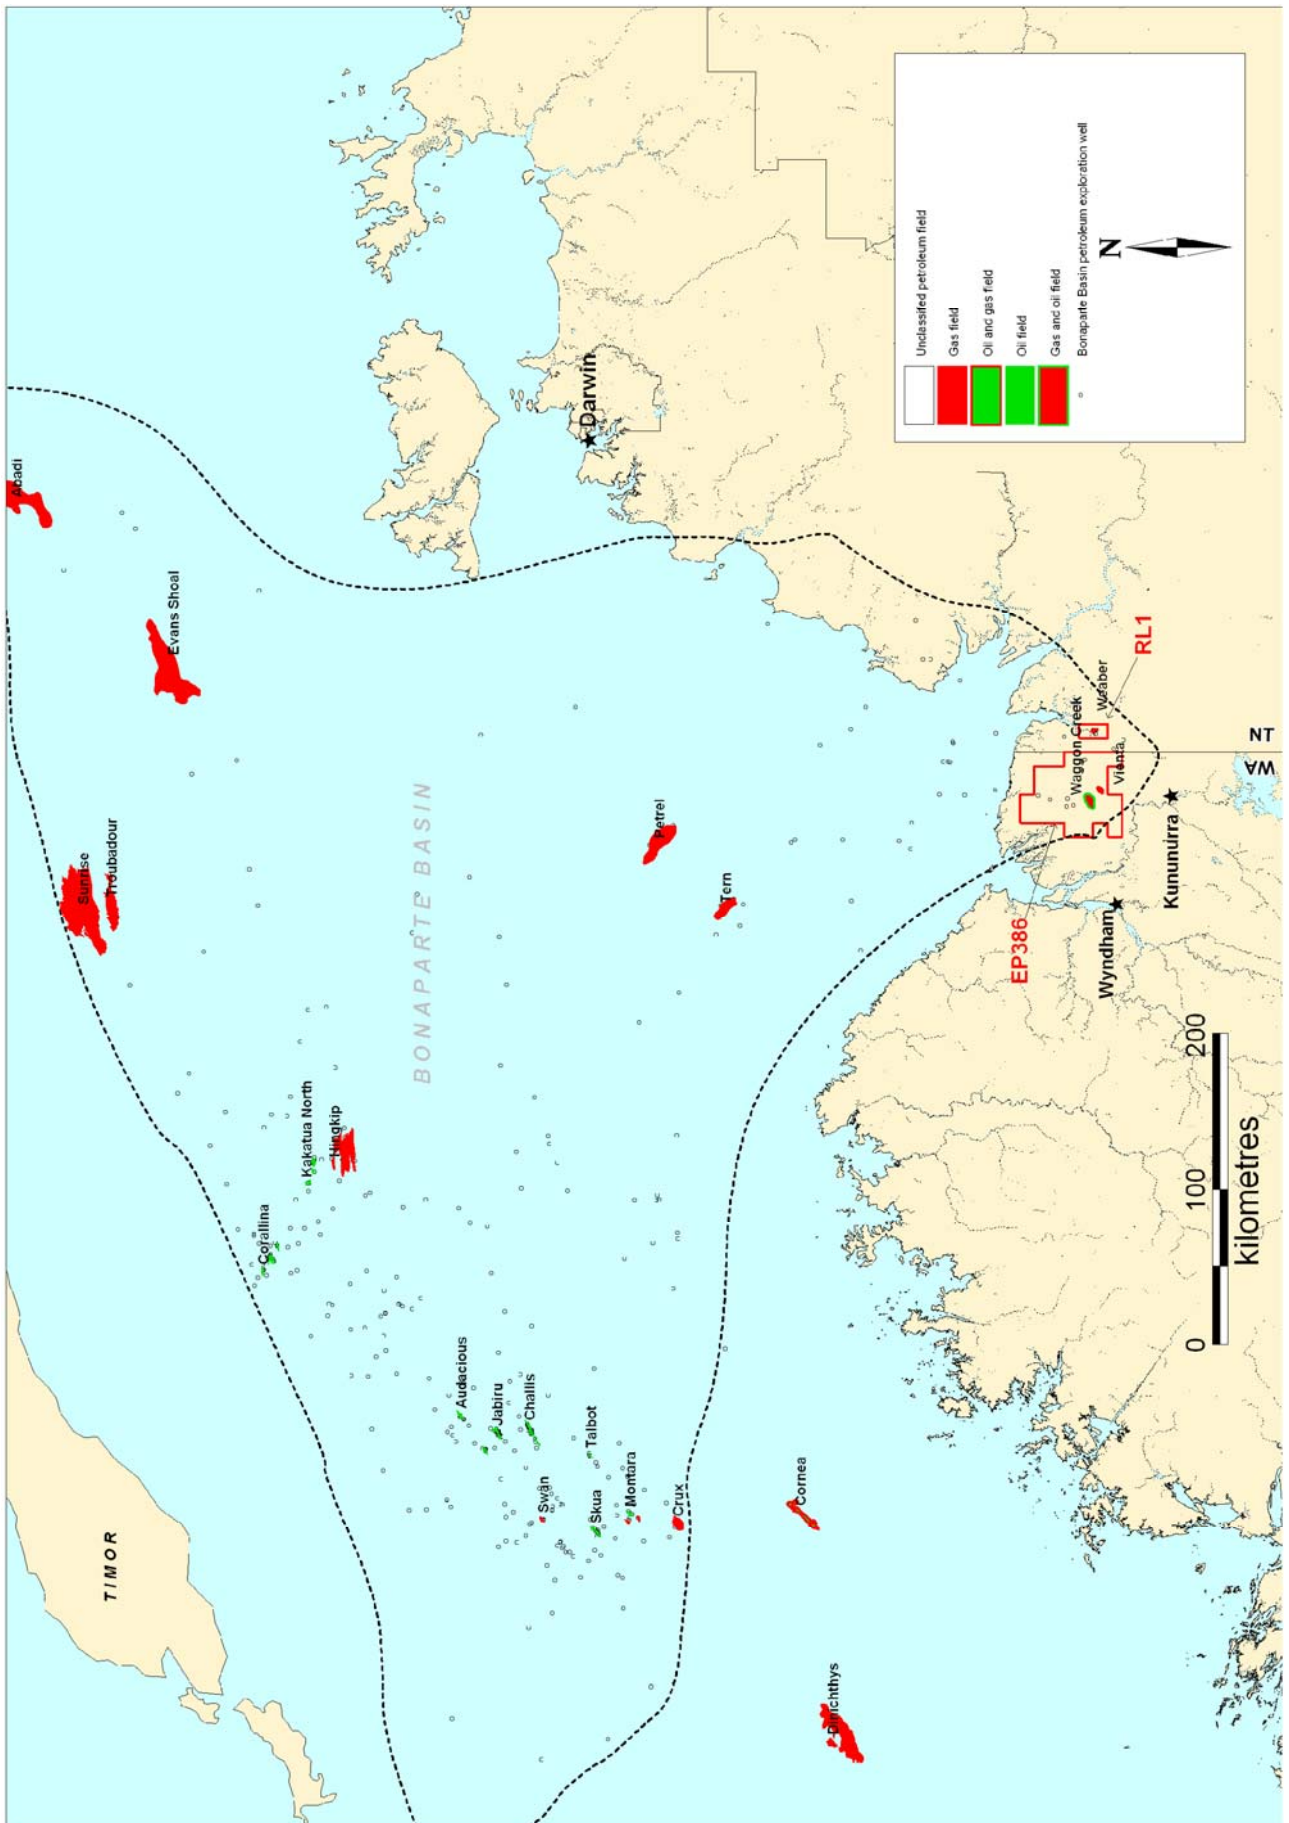 Abadi
Evans Shoal
Sunrise
Troubadour
TIMOR
Kakatua North
Hingkip
Corallina
BONAPARTE BASIN
Darwin
Audacious
Jabiru
Challis
Swan
Talbot
Skua
Montara
Crux
Petrel
Tern
Cornea
Dinichthys
Waggon Creek
Weaber
Vienta
RL1
EP386
WA
NT
Wyndham
Kununurra
0 100 200
kilometres
Unclassifed petroleum field
Gas field
Oil and gas field
Oil field
Gas and oil field
Bonaparte Basin petroleum exploration well
N